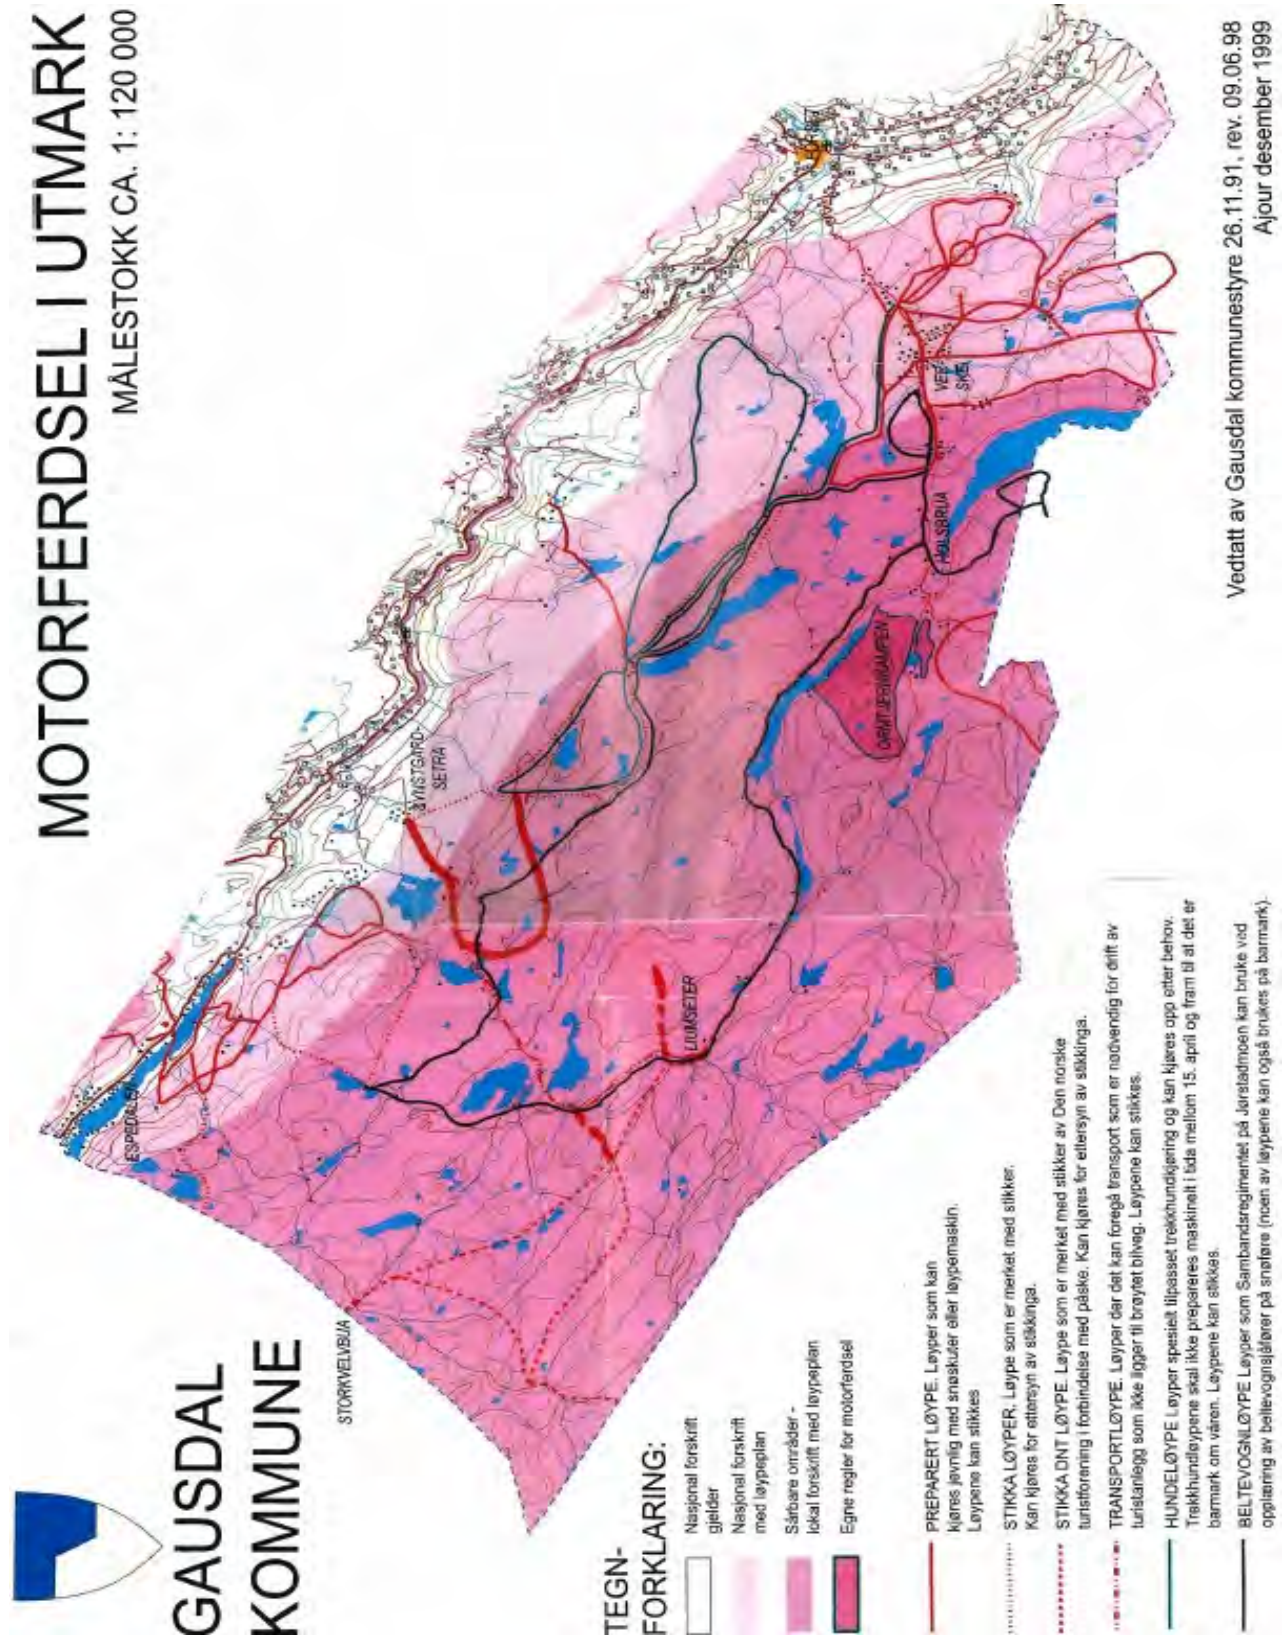 MOTORFERDSEL I UTMARK
MÅLESTOKK CA. 1: 120 000
GAUSDAL
KOMMUNE
ESPEDALEN
STORKVELVBUA
SETRA
LIUMSETER
ORMTJERNKAMPEN
HOLSBRUA
SKEI
TEGN-
FORKLARING:
Nasjonal forskrift
gjelder
Nasjonal forskrift
med løypeplan
Sårbare områder -
lokal forskrift med løypeplan
Egne regler for motorferdsel
PREPARERT LØYPE. Løyper som kan
kjøres jevnlig med snøskuter eller løypemaskin.
Løypene kan stikkes
STIKKA LØYPER. Løype som er merket med stikker.
Kan kjøres for ettersyn av stikkinga.
STIKKA DNT LØYPE. Løype som er merket med stikker av Den norske
turistforening i forbindelse med påske. Kan kjøres for ettersyn av stikkinga.
TRANSPORTLØYPE. Løyper der det kan foregå transport som er nødvendig for drift av
turistanlegg som ikke ligger til brøytet bilveg. Løypene kan stikkes.
HUNDELØYPE Løyper spesielt tilpasset trekkhundkjøring og kan kjøres opp etter behov.
Trekkhundløypene skal ikke prepareres maskinelt i tida mellom 15. april og fram til at det er
barmark om våren. Løypene kan stikkes.
BELTEVOGNLØYPE Løyper som Sambandsregimentet på Jørstadmoen kan bruke ved
opplæring av beltevognsjåfører på snøføre (noen av løypene kan også brukes på barmark).
Vedtatt av Gausdal kommunestyre 26.11.91, rev. 09.06.98
Ajour desember 1999